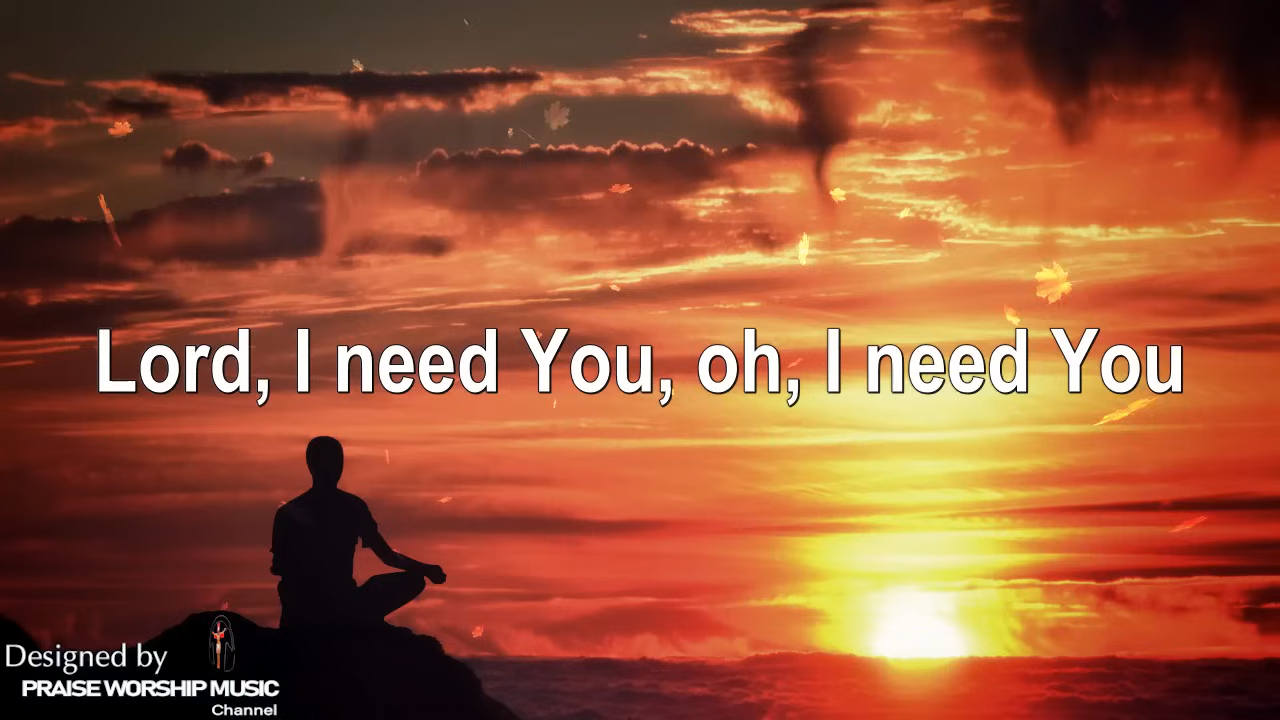 Lord, I need You, oh, I need You
Designed by
PRAISE WORSHIP MUSIC
Channel